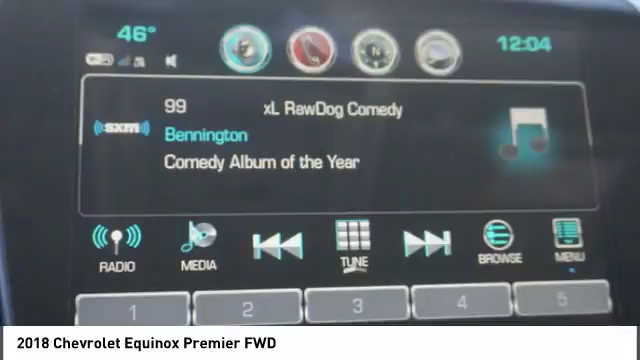 46° 12:04
99 xL RawDog Comedy
sxm
Bennington
Comedy Album of the Year
RADIO MEDIA TUNE BROWSE MENU
1 2 3 4 5
2018 Chevrolet Equinox Premier FWD